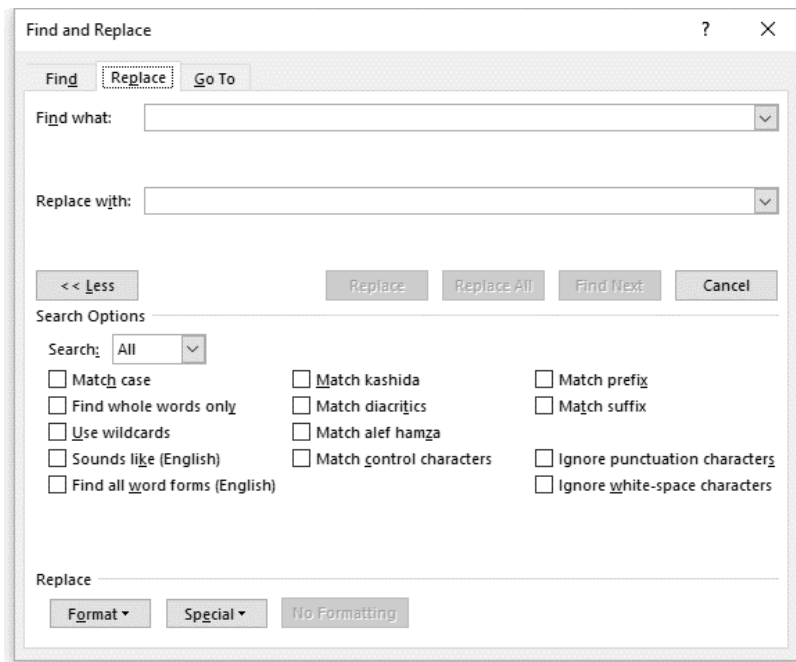 Find and Replace ?
Find Replace Go To
Find what:
Replace with:
<< Less Replace Replace All Find Next Cancel
Search Options
Search: All
Match case Match kashida Match prefix
Find whole words only Match diacritics Match suffix
Use wildcards Match alef hamza
Sounds like (English) Match control characters Ignore punctuation characters
Find all word forms (English) Ignore white-space characters
Replace
Format Special No Formatting